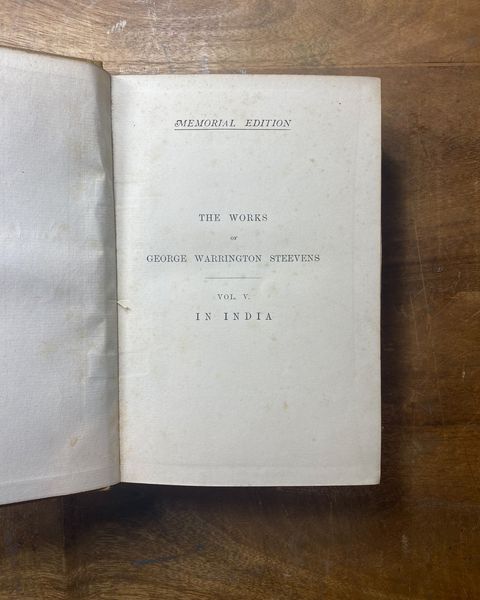 MEMORIAL EDITION
THE WORKS
OF
GEORGE WARRINGTON STEEVENS
VOL. V.
IN INDIA